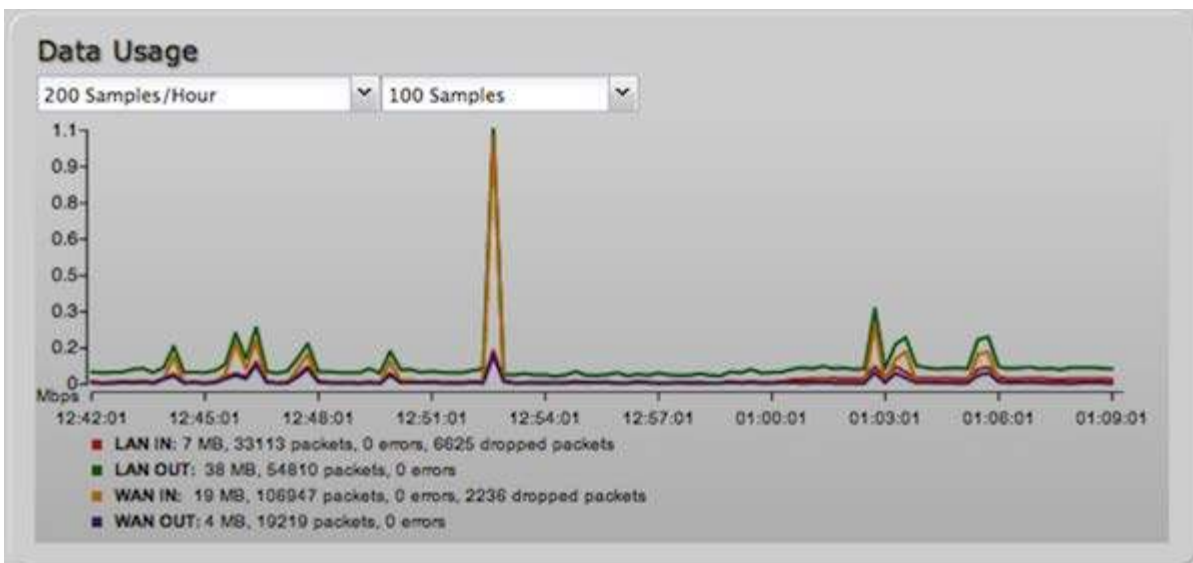 Data Usage
200 Samples/Hour 100 Samples
1.1
0.9
0.8
0.6
0.5
0.3
0.2
0
Mbps
12:42:01 12:45:01 12:48:01 12:51:01 12:54:01 12:57:01 01:00:01 01:03:01 01:06:01 01:09:01
LAN IN: 7 MB, 33113 packets, 0 errors, 6625 dropped packets
LAN OUT: 38 MB, 54810 packets, 0 errors
WAN IN: 19 MB, 106947 packets, 0 errors, 2236 dropped packets
WAN OUT: 4 MB, 19219 packets, 0 errors